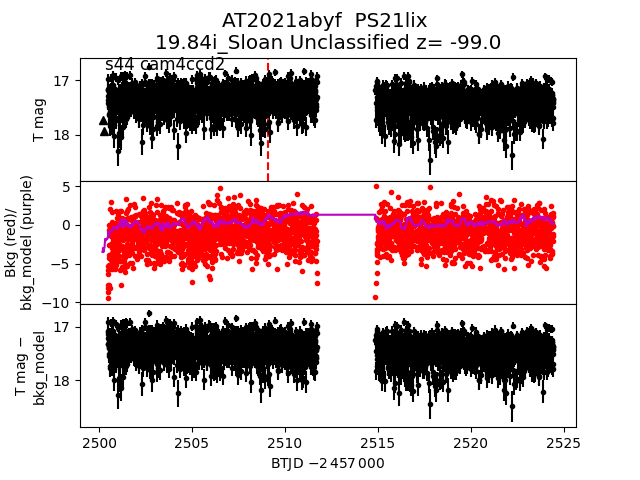 AT2021abyf  PS21lix
19.84i_Sloan Unclassified z= -99.0
s44 cam4ccd2
17
18
T mag
5
0
−5
−10
Bkg (red)/
bkg_model (purple)
17
18
T mag −
bkg_model
2500
2505
2510
2515
2520
2525
BTJD −2 457 000